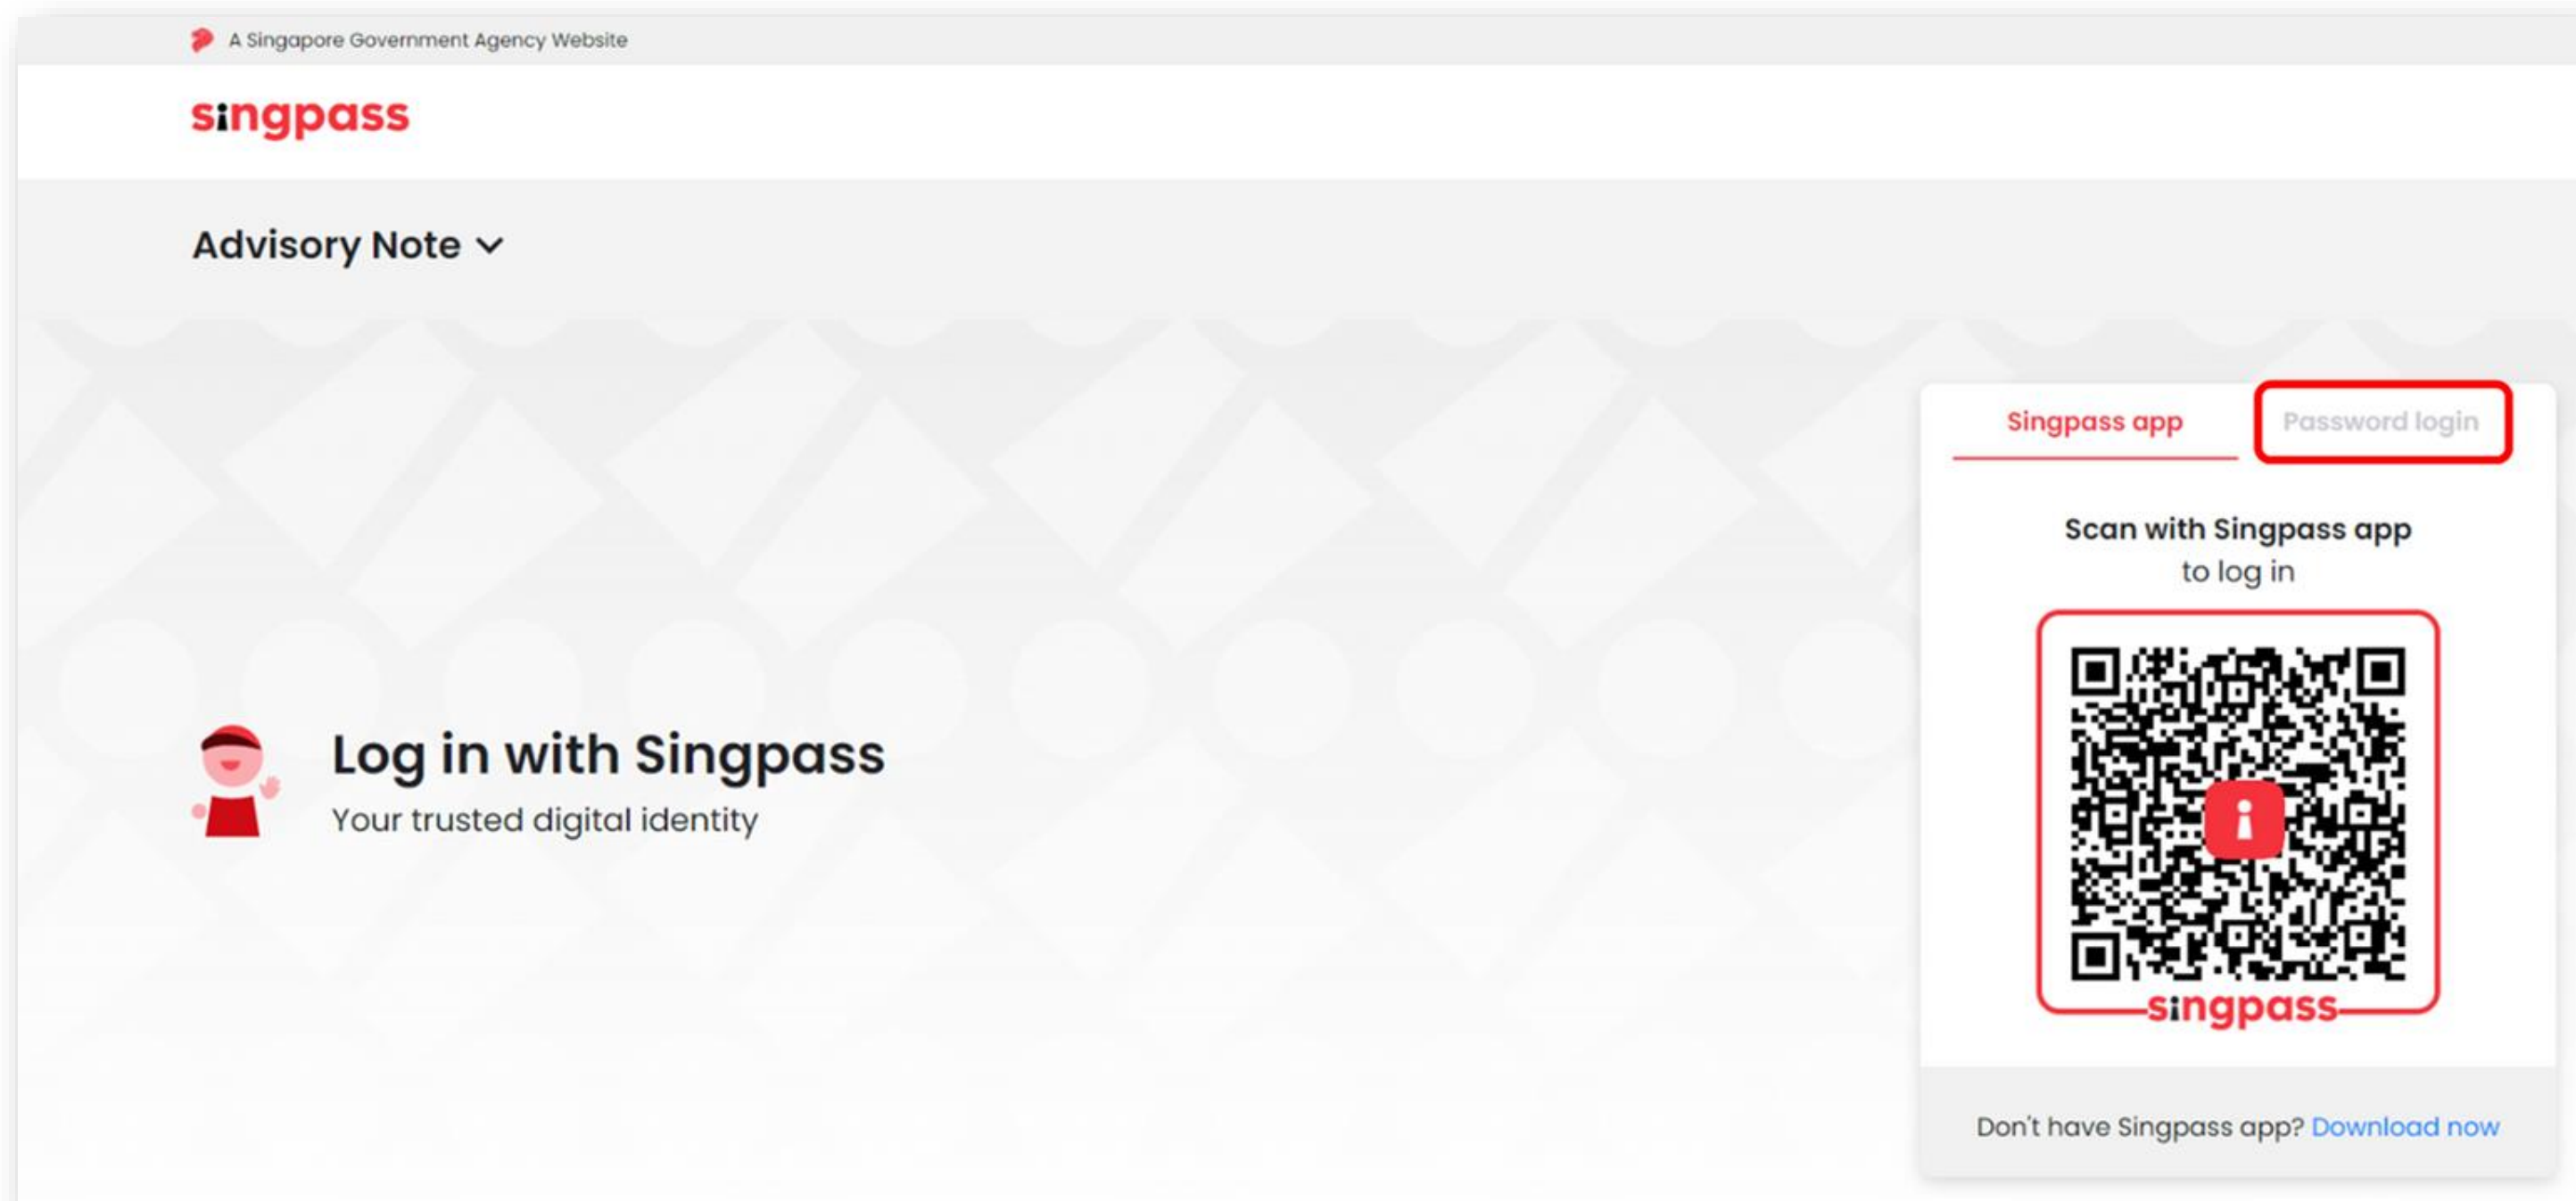 A Singapore Government Agency Website
singpass
Advisory Note
Singpass app
Password login
Scan with Singpass app
to log in
singpass
Log in with Singpass
Your trusted digital identity
Don't have Singpass app? Download now